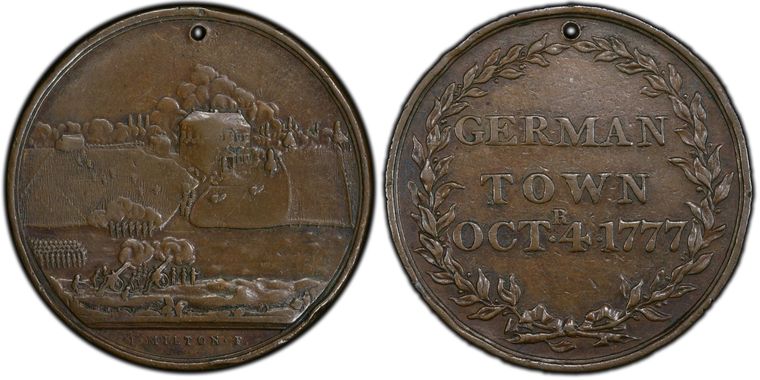 I · MILTON · F.
GERMAN
TOWN
OCT.R 4. 1777